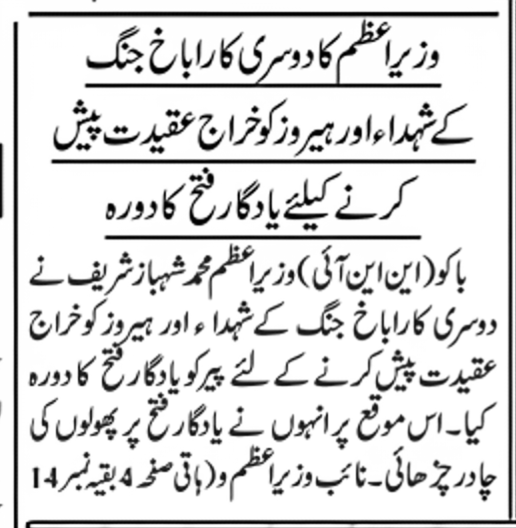 وزیراعظم کا دوسری کاراباخ جنگ
کے شہداء اور ہیروز کو خراج عقیدت پیش
کرنے کیلئے یادگار فتح کا دورہ
باکو (این این آئی) وزیراعظم محمد شہباز شریف نے
دوسری کاراباخ جنگ کے شہداء اور ہیروز کو خراج
عقیدت پیش کرنے کے لئے پیر کو یادگار فتح کا دورہ
کیا۔ اس موقع پر انہوں نے یادگار فتح پر پھولوں کی
چادر چڑھائی۔ نائب وزیراعظم و (باقی صفحہ 4 بقیہ نمبر 14